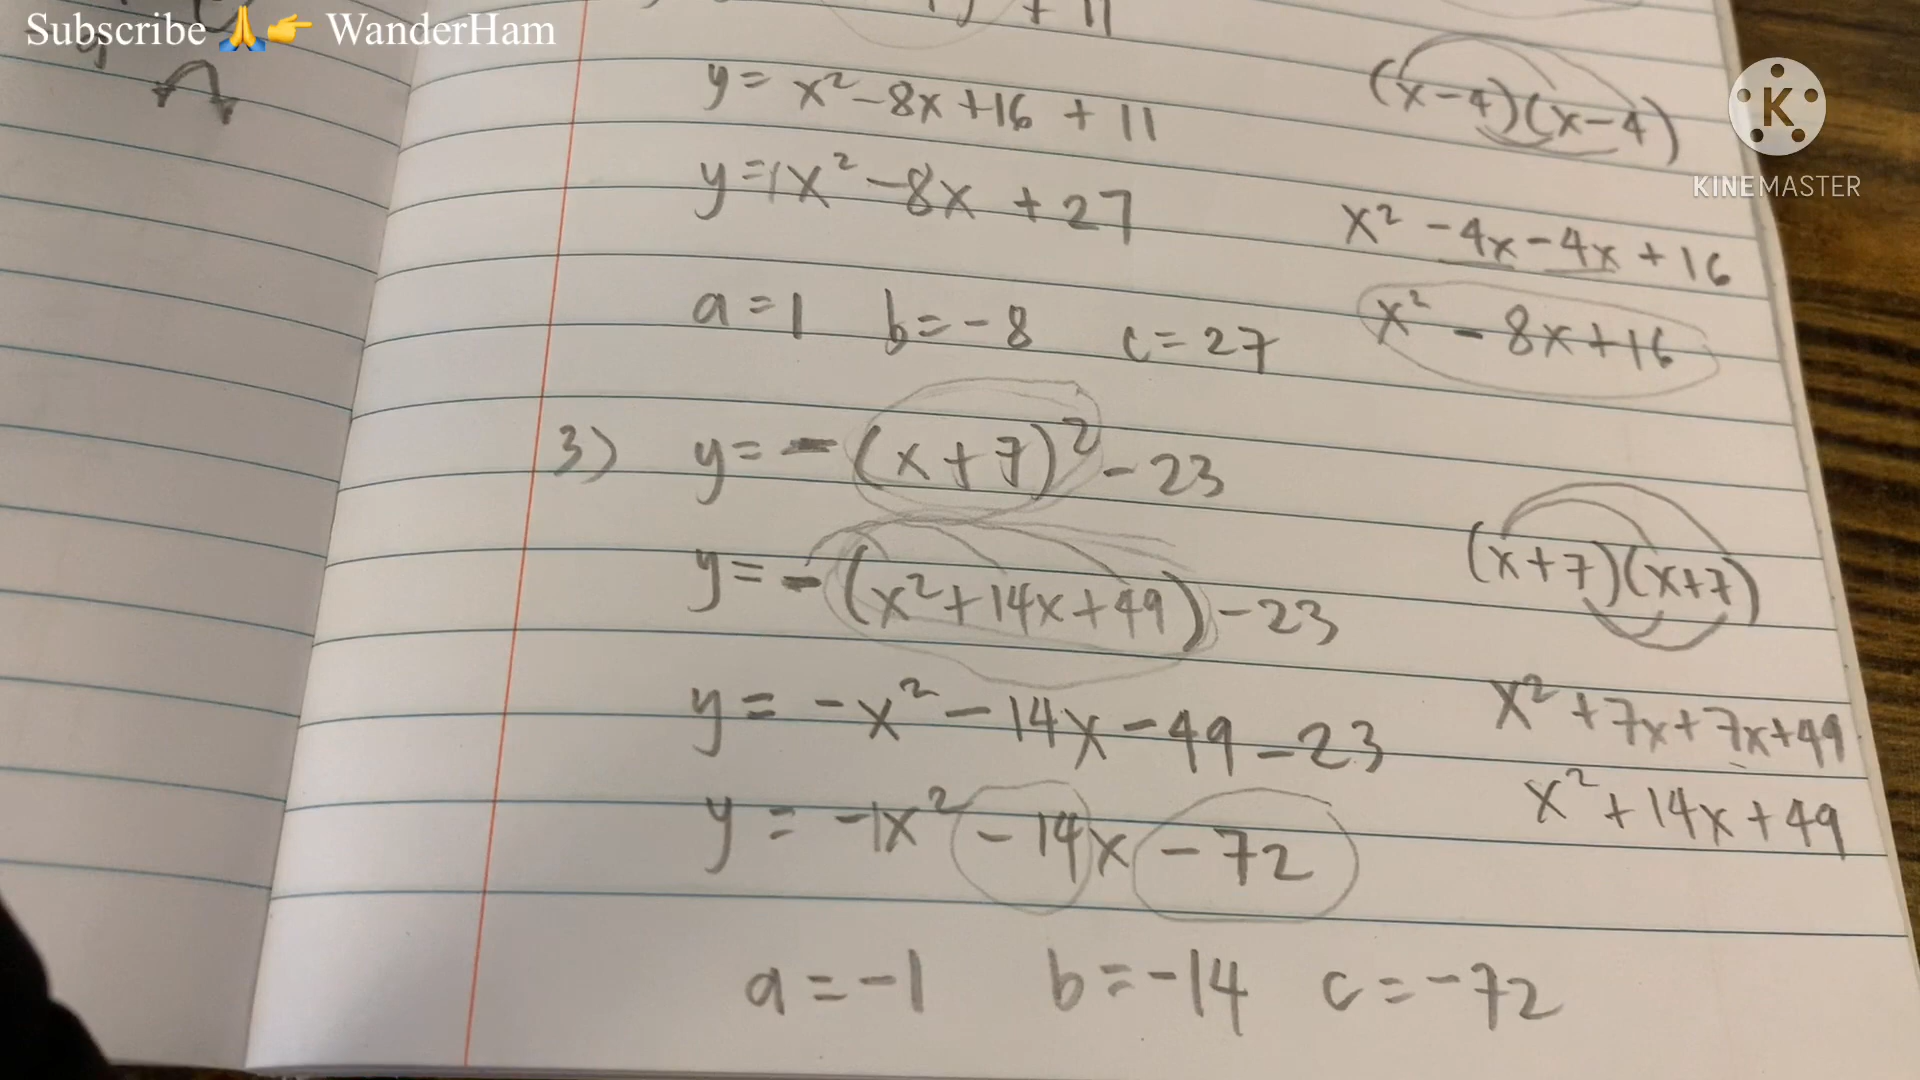 Subscribe 🙏👉 WanderHam
+ 11
y = x² - 8x + 16 + 11
(x-4)(x-4)
KINEMASTER
y = 1x² - 8x + 27
x² - 4x - 4x + 16
a = 1 b = -8 c = 27
x² - 8x + 16
3) y = -(x+7)² - 23
(x+7)(x+7)
y = -(x² + 14x + 49) - 23
y = -x² - 14x - 49 - 23
x² + 7x + 7x + 49
y = -1x² - 14x - 72
x² + 14x + 49
a = -1 b = -14 c = -72